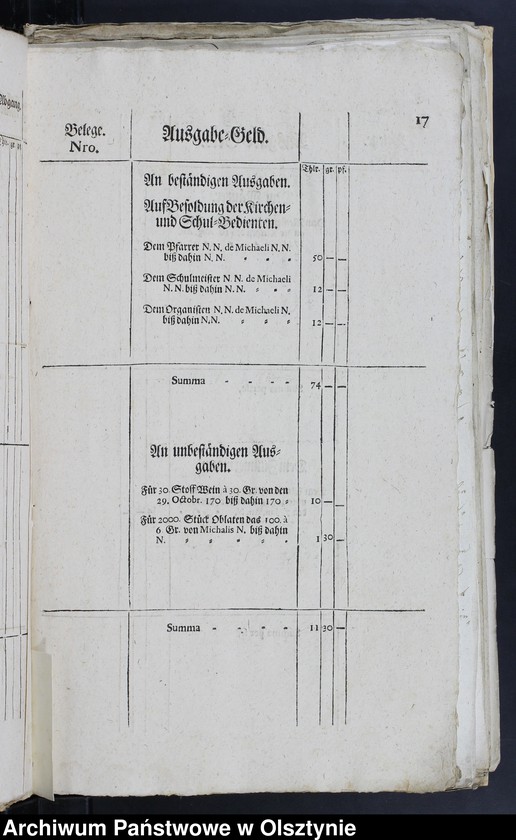 17
Belege. Nro.
Ausgabe-Geld.
Thlr. gr. pf.
An beständigen Ausgaben.
Auf Besoldung der Kirchen-
und Schul-Bedienten.
Dem Pfarrer N. N. de Michaeli N. N.
biß dahin N. N. - - - 50 — —
Dem Schulmeister N. N. de Michaeli
N. N. biß dahin N. N. - - - 12 — —
Dem Organisten N. N. de Michaeli N.
biß dahin N. N. - - - 12 — —
Summa - - - - 74 — —
An unbeständigen Aus-
gaben.
Für 30. Stoff Wein à 30. Gr. von den
29. Octobr. 170 biß dahin 170 - 10 — —
Für 2000. Stück Oblaten das 100. à
6. Gr. von Michalis N. biß dahin
N. - - - - - 1 30 —
Summa - - - - 11 30 —
Archiwum Państwowe w Olsztynie